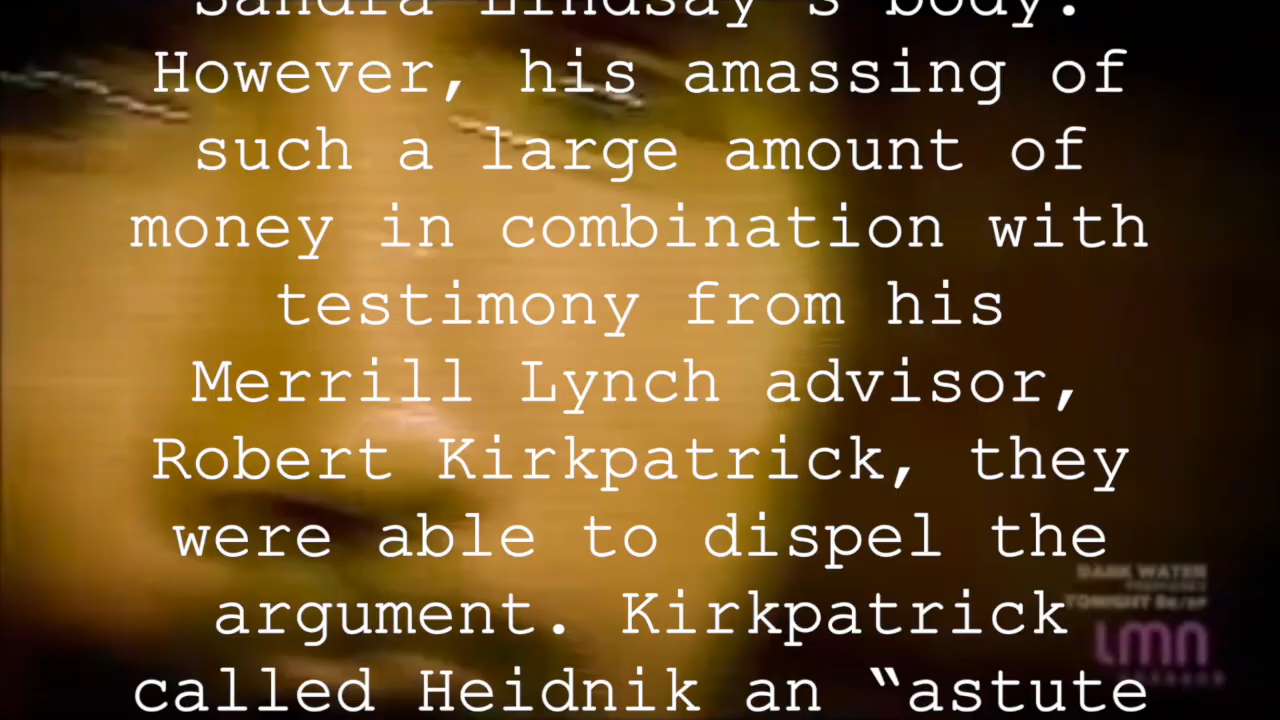 Sandra Lindsay's body.
However, his amassing of
such a large amount of
money in combination with
testimony from his
Merrill Lynch advisor,
Robert Kirkpatrick, they
were able to dispel the
argument. Kirkpatrick
called Heidnik an “astute
DARK WATER
TONIGHT 8e/5p
LMN